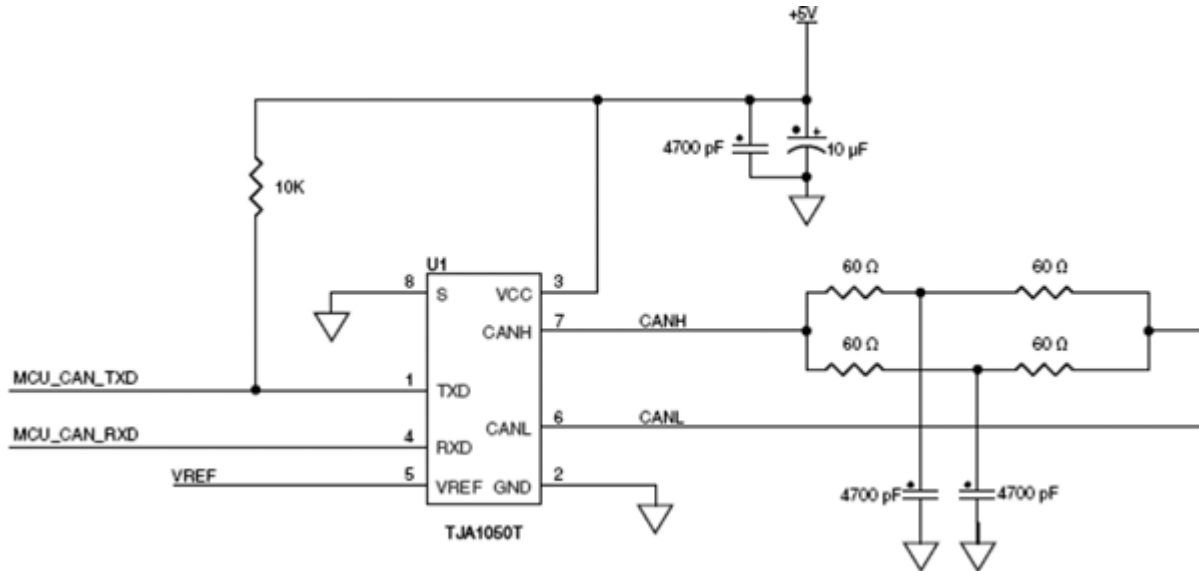 +5V
4700 pF
10 µF
10K
U1
8
S
VCC
3
60 Ω
60 Ω
CANH
7
CANH
60 Ω
60 Ω
MCU_CAN_TXD
1
TXD
CANL
6
CANL
MCU_CAN_RXD
4
RXD
VREF
5
VREF
GND
2
4700 pF
4700 pF
TJA1050T